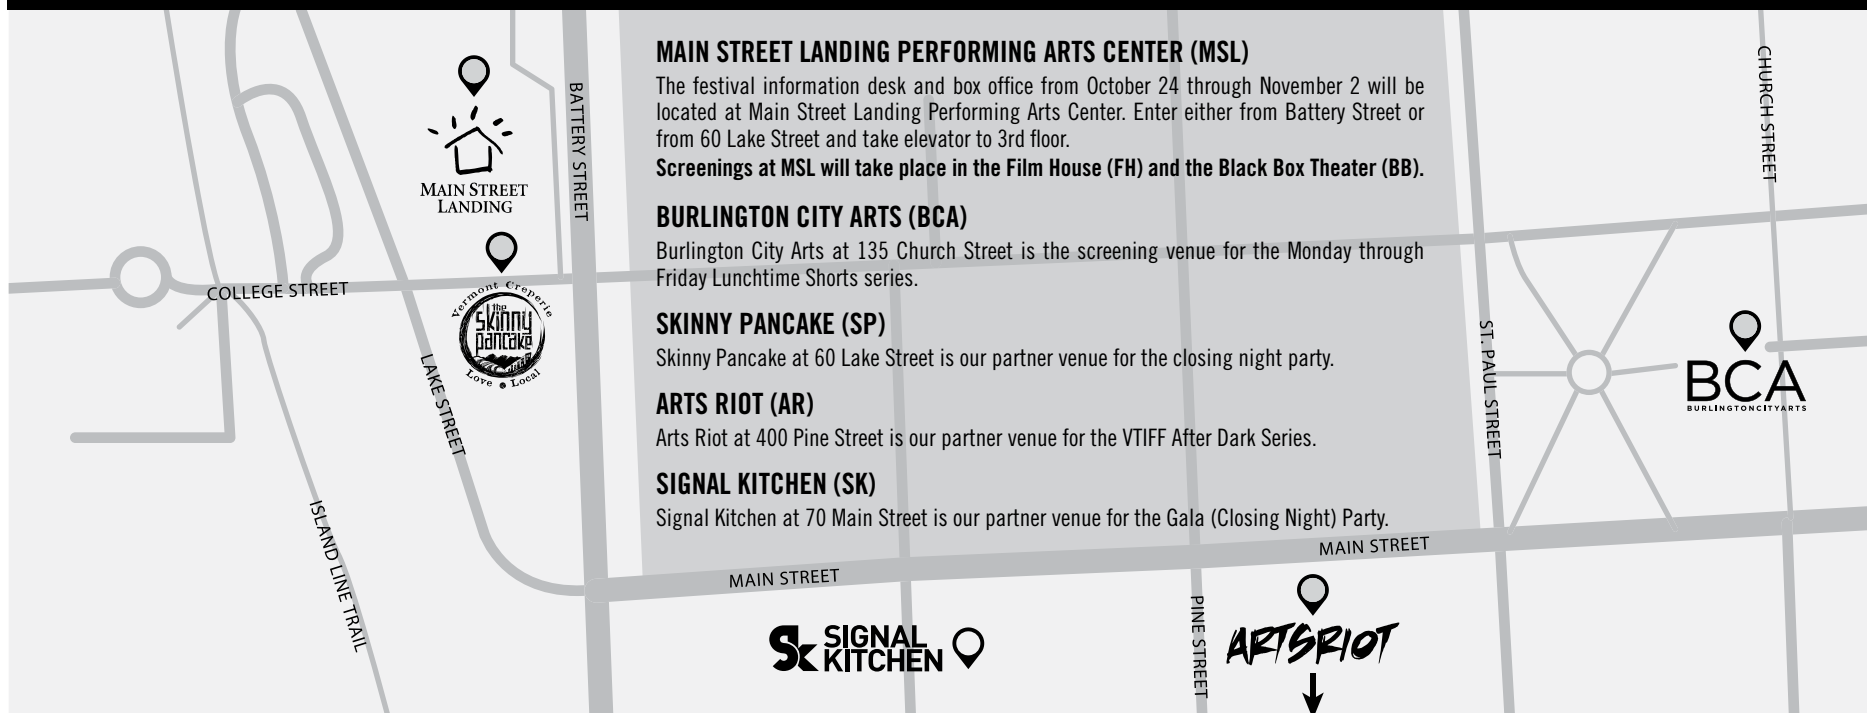 MAIN STREET LANDING PERFORMING ARTS CENTER (MSL)
The festival information desk and box office from October 24 through November 2 will be
located at Main Street Landing Performing Arts Center. Enter either from Battery Street or
from 60 Lake Street and take elevator to 3rd floor.
Screenings at MSL will take place in the Film House (FH) and the Black Box Theater (BB).
BURLINGTON CITY ARTS (BCA)
Burlington City Arts at 135 Church Street is the screening venue for the Monday through
Friday Lunchtime Shorts series.
SKINNY PANCAKE (SP)
Skinny Pancake at 60 Lake Street is our partner venue for the closing night party.
ARTS RIOT (AR)
Arts Riot at 400 Pine Street is our partner venue for the VTIFF After Dark Series.
SIGNAL KITCHEN (SK)
Signal Kitchen at 70 Main Street is our partner venue for the Gala (Closing Night) Party.
MAIN STREET
LANDING
BATTERY STREET
COLLEGE STREET
Vermont Creperie
the
skinny
pancake
Love Local
LAKE STREET
ISLAND LINE TRAIL
MAIN STREET
MAIN STREET
Sk SIGNAL
KITCHEN
PINE STREET
ARTSRIOT
ST. PAUL STREET
CHURCH STREET
BCA
BURLINGTONCITYARTS